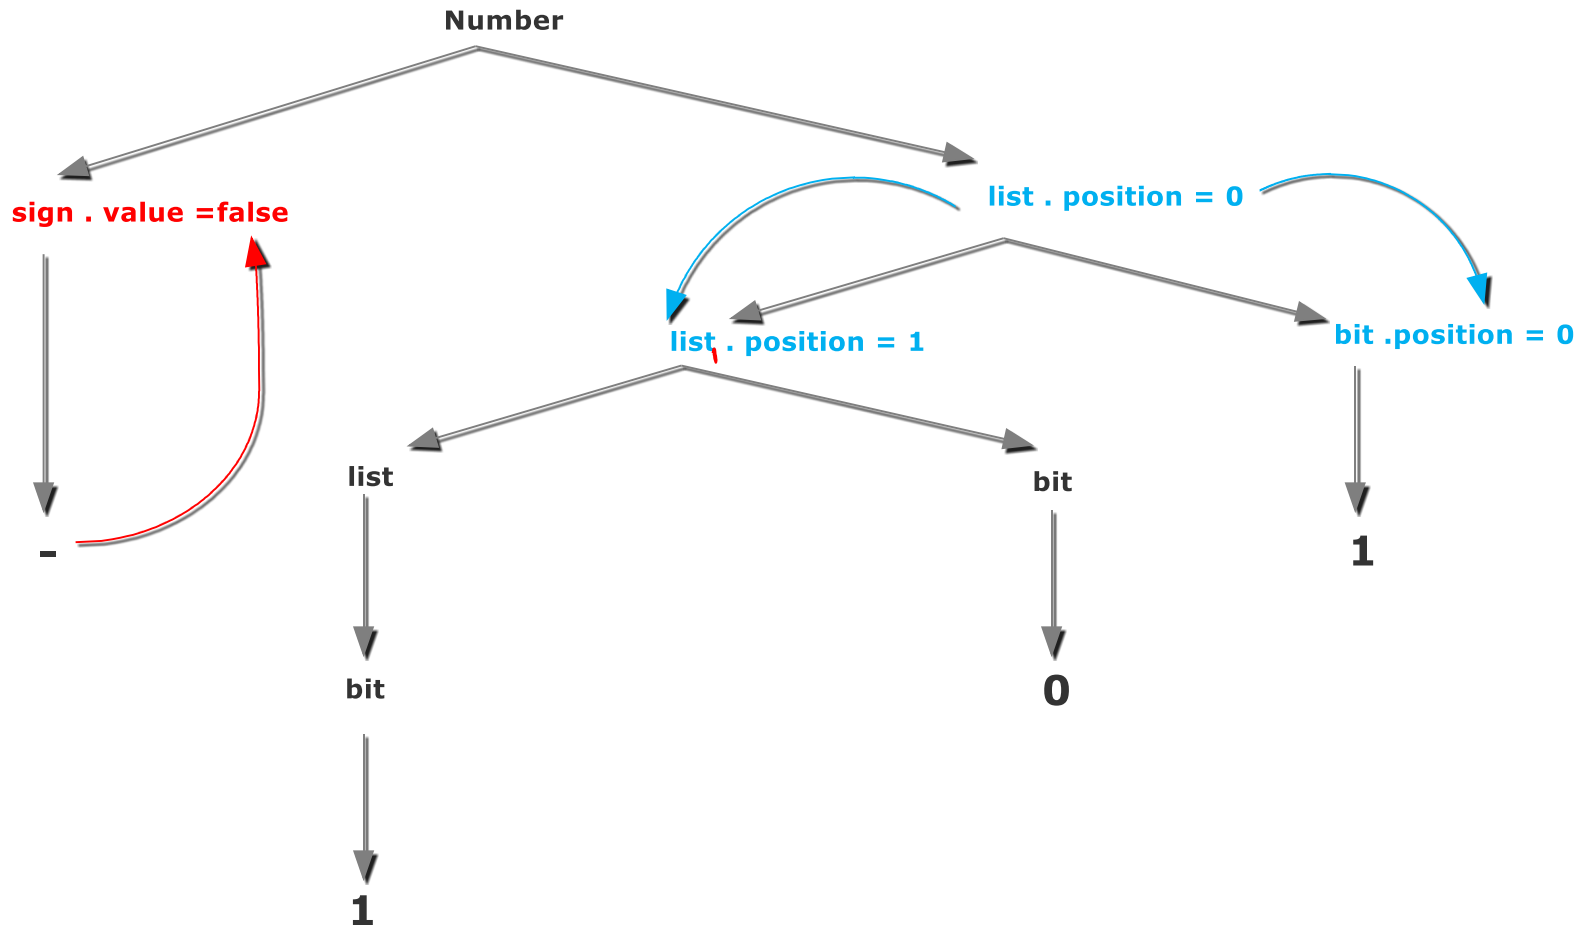 Number
sign . value =false
list . position = 0
list . position = 1
bit .position = 0
list
bit
-
1
bit
0
1